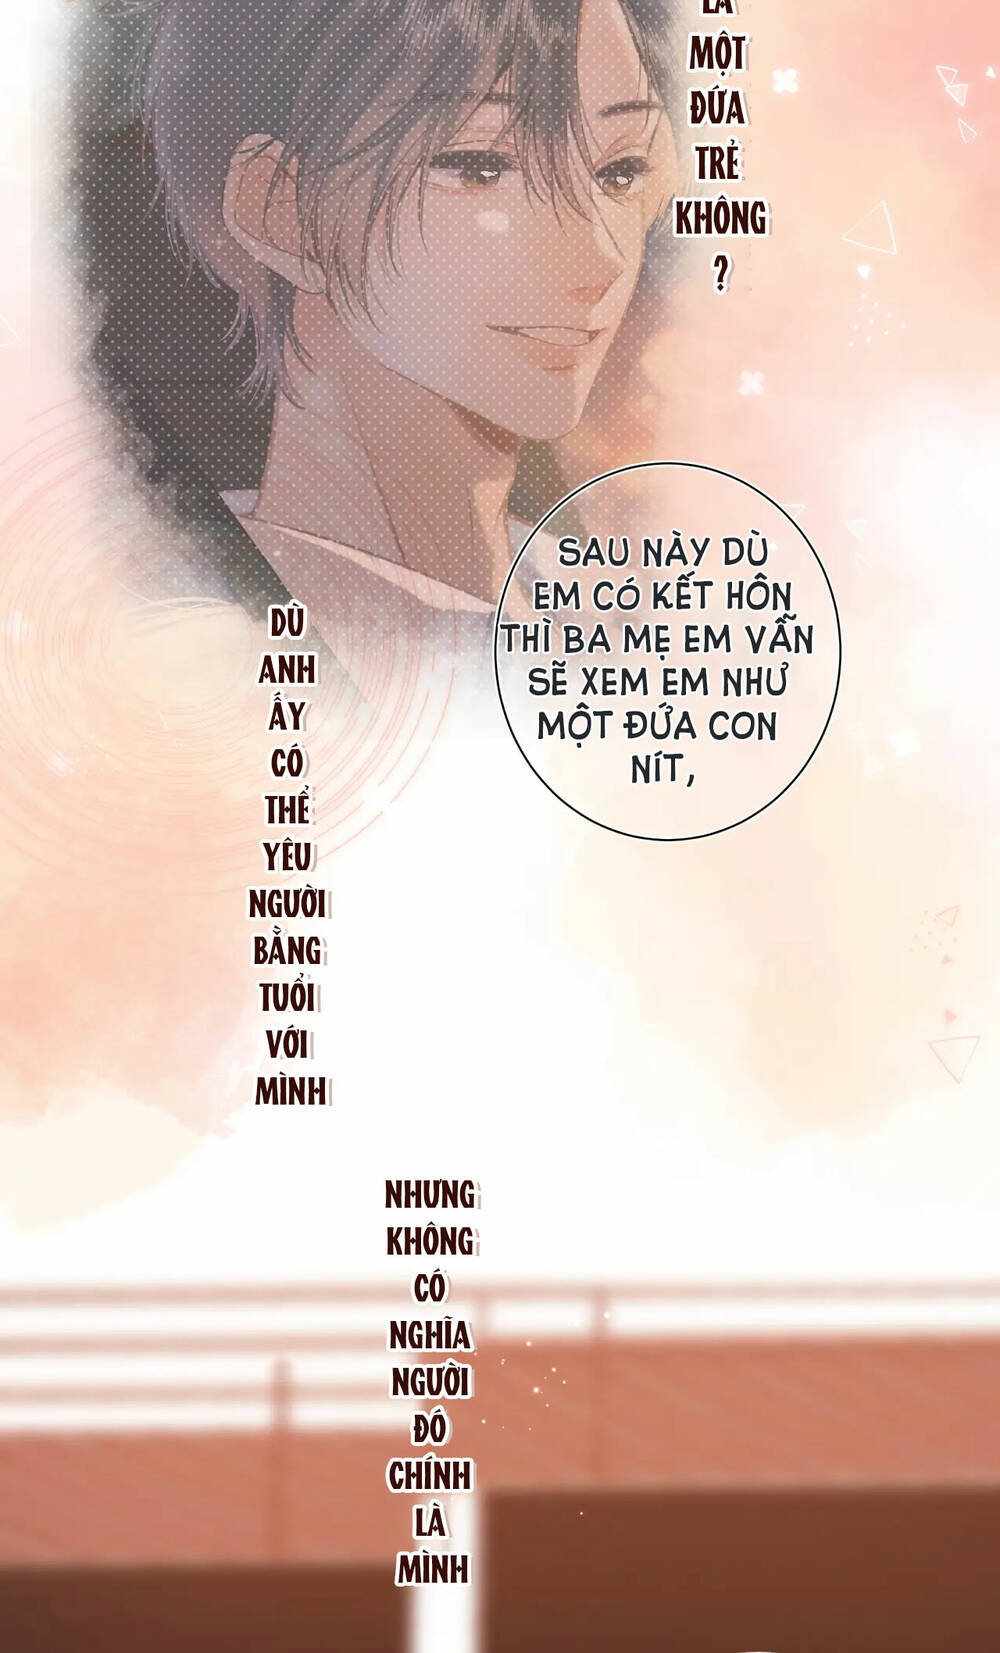 LÀ
MỘT
ĐỨA
TRẺ
KHÔNG
?
SAU NÀY DÙ
EM CÓ KẾT HÔN
THÌ BA MẸ EM VẪN
SẼ XEM EM NHƯ
MỘT ĐỨA CON
NÍT,
DÙ
ANH
ẤY
CÓ
THỂ
YÊU
NGƯỜI
BẰNG
TUỔI
VỚI
MÌNH
NHƯNG
KHÔNG
CÓ
NGHĨA
NGƯỜI
ĐÓ
CHÍNH
LÀ
MÌNH